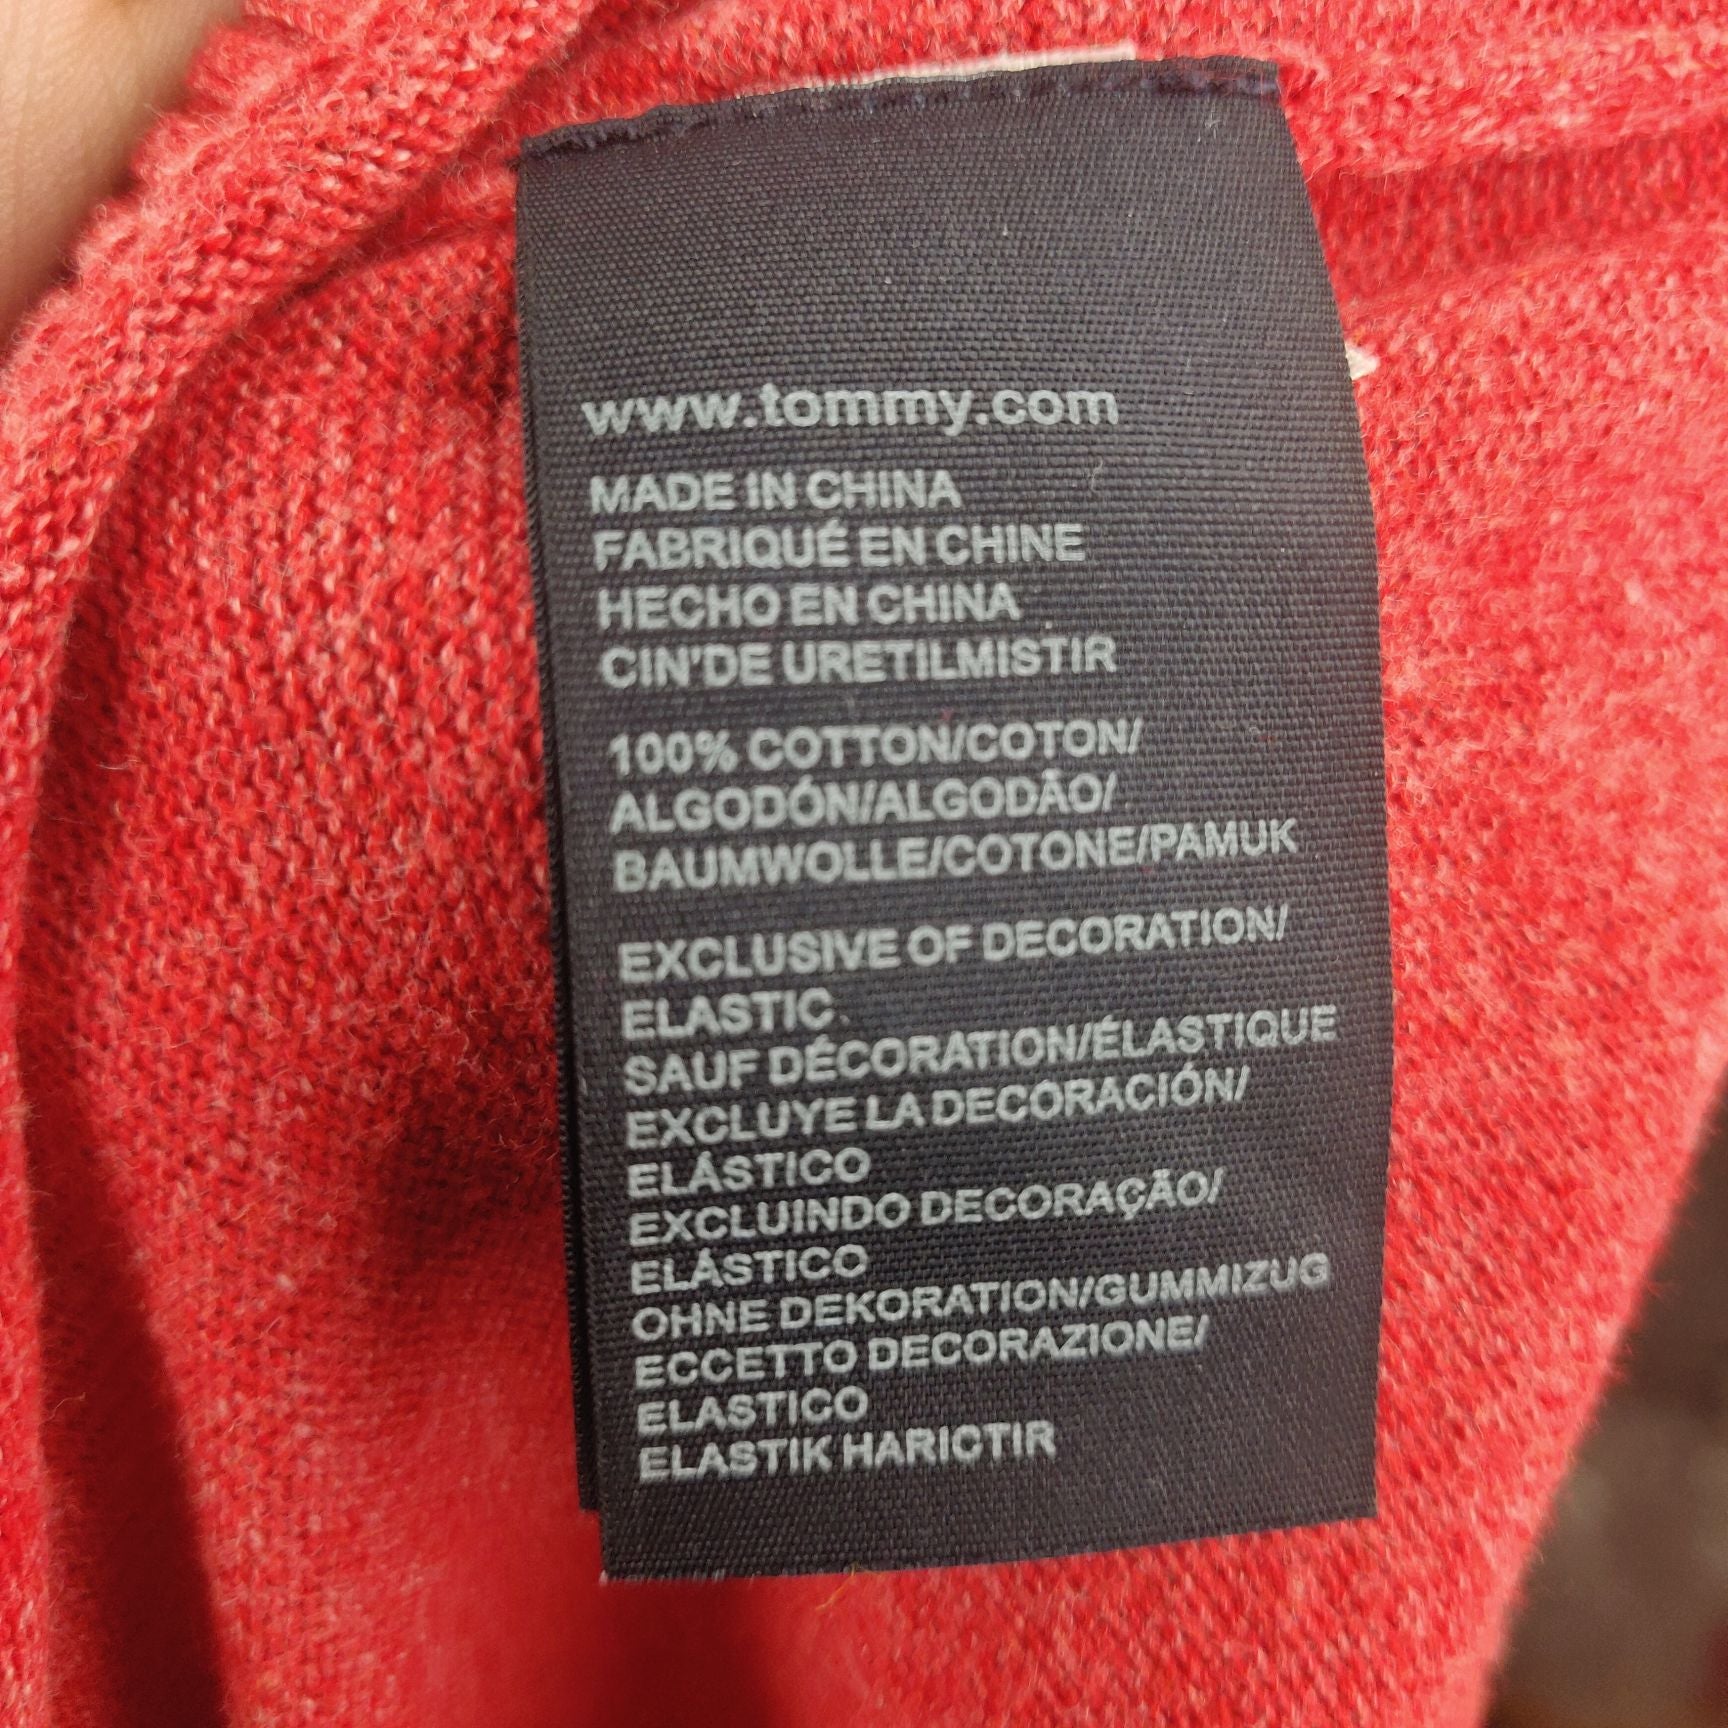 www.tommy.com
MADE IN CHINA
FABRIQUÉ EN CHINE
HECHO EN CHINA
CIN'DE URETILMISTIR
100% COTTON/COTON/
ALGODÓN/ALGODÃO/
BAUMWOLLE/COTONE/PAMUK
EXCLUSIVE OF DECORATION/
ELASTIC
SAUF DÉCORATION/ÉLASTIQUE
EXCLUYE LA DECORACIÓN/
ELÁSTICO
EXCLUINDO DECORAÇÃO/
ELÁSTICO
OHNE DEKORATION/GUMMIZUG
ECCETTO DECORAZIONE/
ELASTICO
ELASTIK HARICTIR